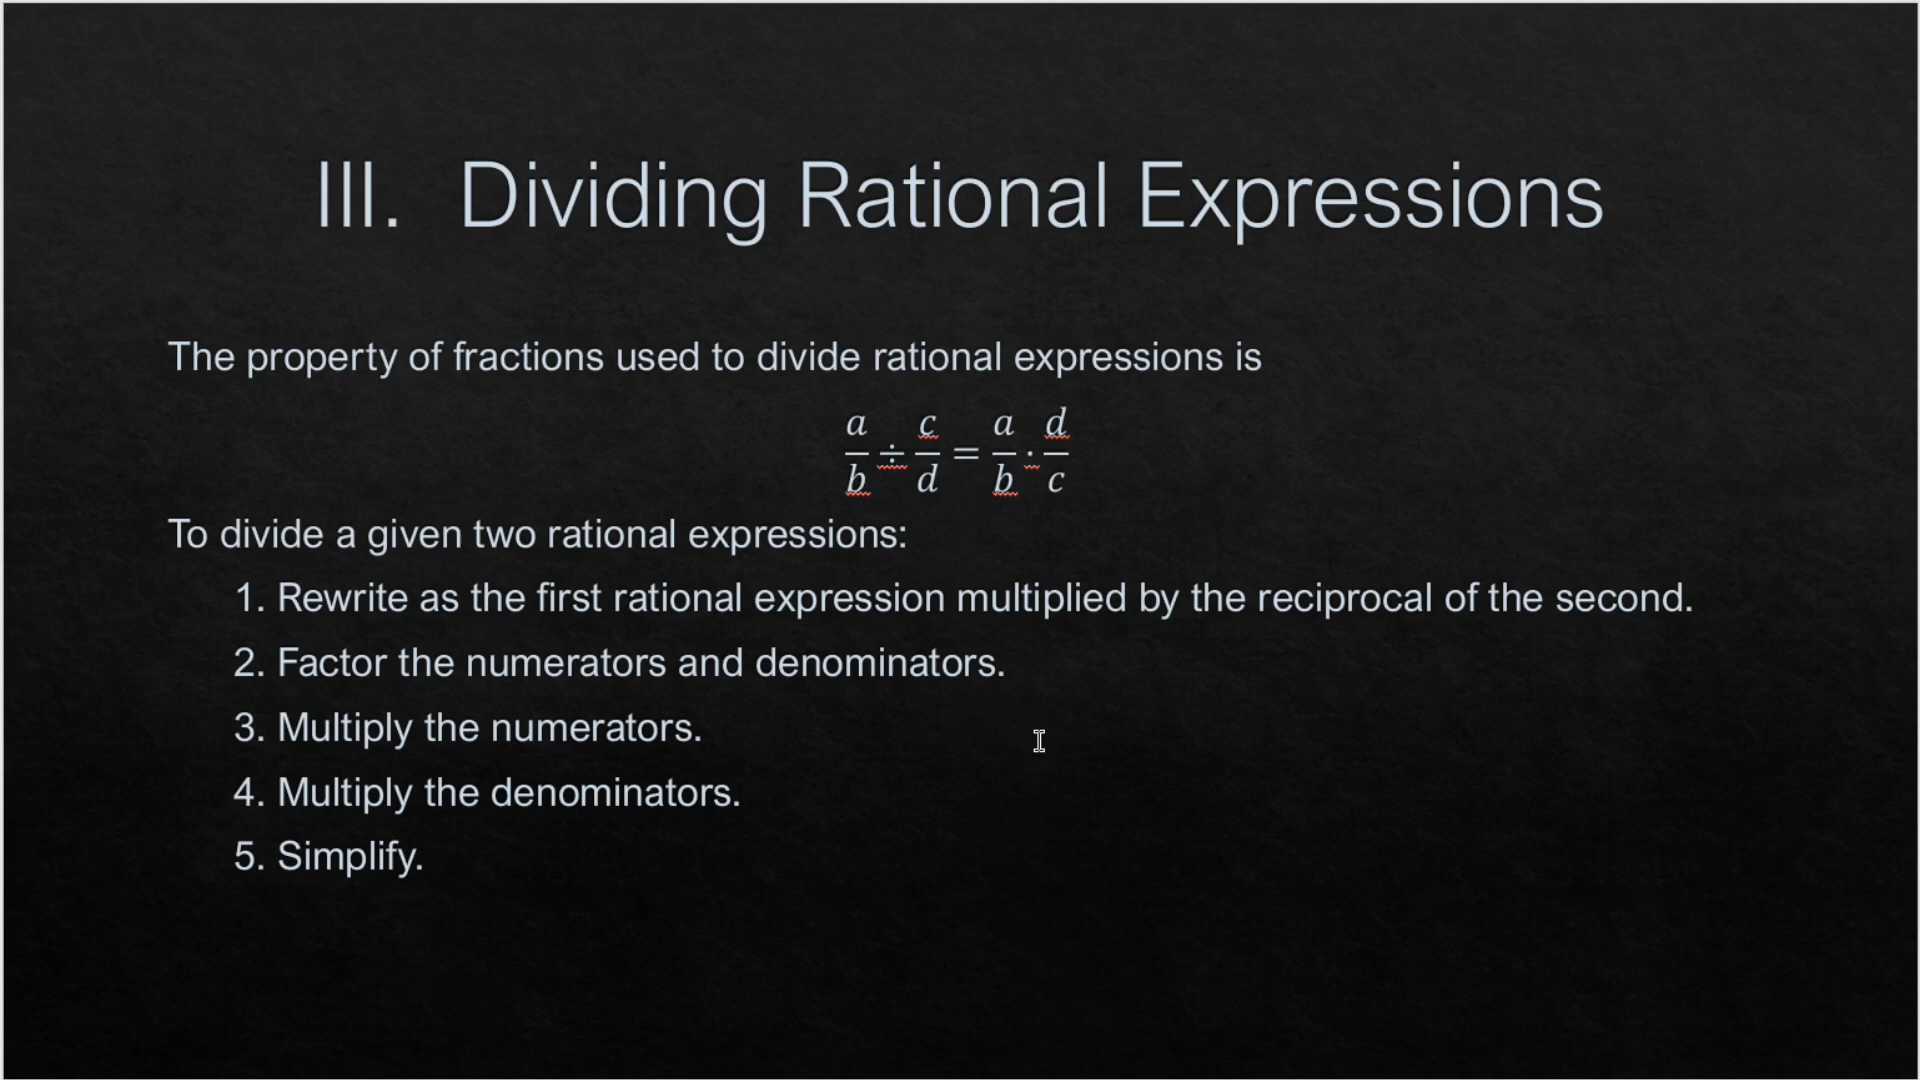 III. Dividing Rational Expressions
The property of fractions used to divide rational expressions is
a/b ÷ c/d = a/b · d/c
To divide a given two rational expressions:
1. Rewrite as the first rational expression multiplied by the reciprocal of the second.
2. Factor the numerators and denominators.
3. Multiply the numerators.
4. Multiply the denominators.
5. Simplify.